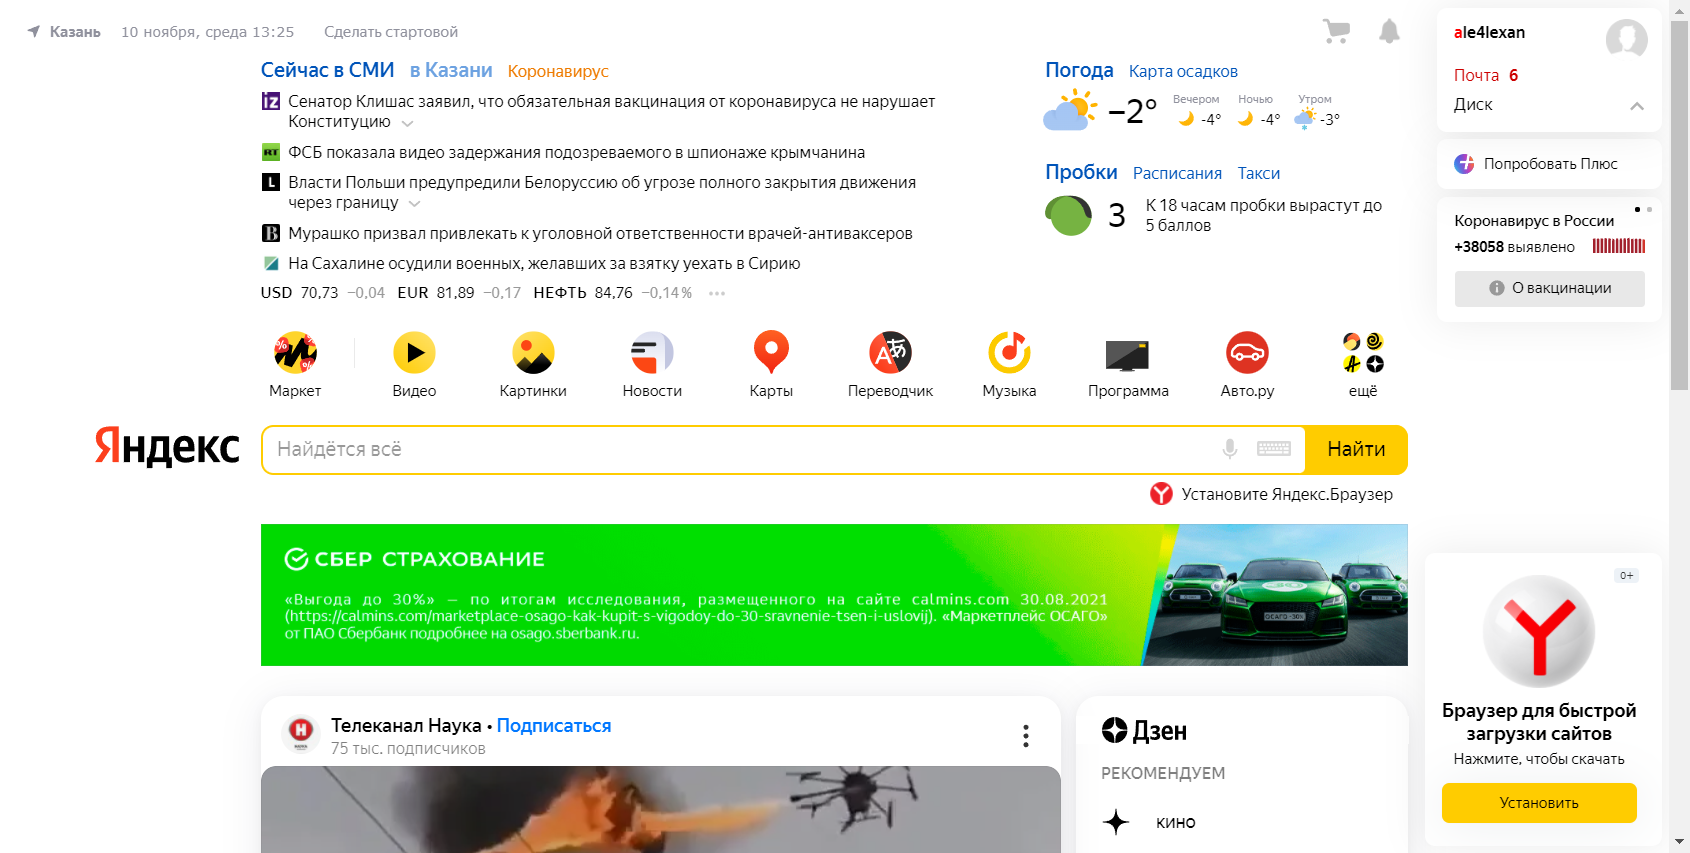 Казань 10 ноября, среда 13:25 Сделать стартовой
Сейчас в СМИ в Казани Коронавирус
Сенатор Клишас заявил, что обязательная вакцинация от коронавируса не нарушает
Конституцию
ФСБ показала видео задержания подозреваемого в шпионаже крымчанина
Власти Польши предупредили Белоруссию об угрозе полного закрытия движения
через границу
Мурашко призвал привлекать к уголовной ответственности врачей-антиваксеров
На Сахалине осудили военных, желавших за взятку уехать в Сирию
USD 70,73 −0,04 EUR 81,89 −0,17 НЕФТЬ 84,76 −0,14%
Погода Карта осадков
−2° Вечером -4° Ночью -4° Утром -3°
Пробки Расписания Такси
3 К 18 часам пробки вырастут до
5 баллов
ale4lexan
Почта 6
Диск
Попробовать Плюс
Коронавирус в России
+38058 выявлено
О вакцинации
Маркет Видео Картинки Новости Карты Переводчик Музыка Программа Авто.ру ещё
Яндекс Найдётся всё Найти
Установите Яндекс.Браузер
СБЕР СТРАХОВАНИЕ
«Выгода до 30%» — по итогам исследования, размещенного на сайте calmins.com 30.08.2021
(https://calmins.com/marketplace-osago-kak-kupit-s-vigodoy-do-30-sravnenie-tsen-i-uslovij). «Маркетплейс ОСАГО»
от ПАО Сбербанк подробнее на osago.sberbank.ru.
30
ОСАГО -30%
0+
Браузер для быстрой
загрузки сайтов
Нажмите, чтобы скачать
Установить
Телеканал Наука • Подписаться
75 тыс. подписчиков
Дзен
РЕКОМЕНДУЕМ
КИНО